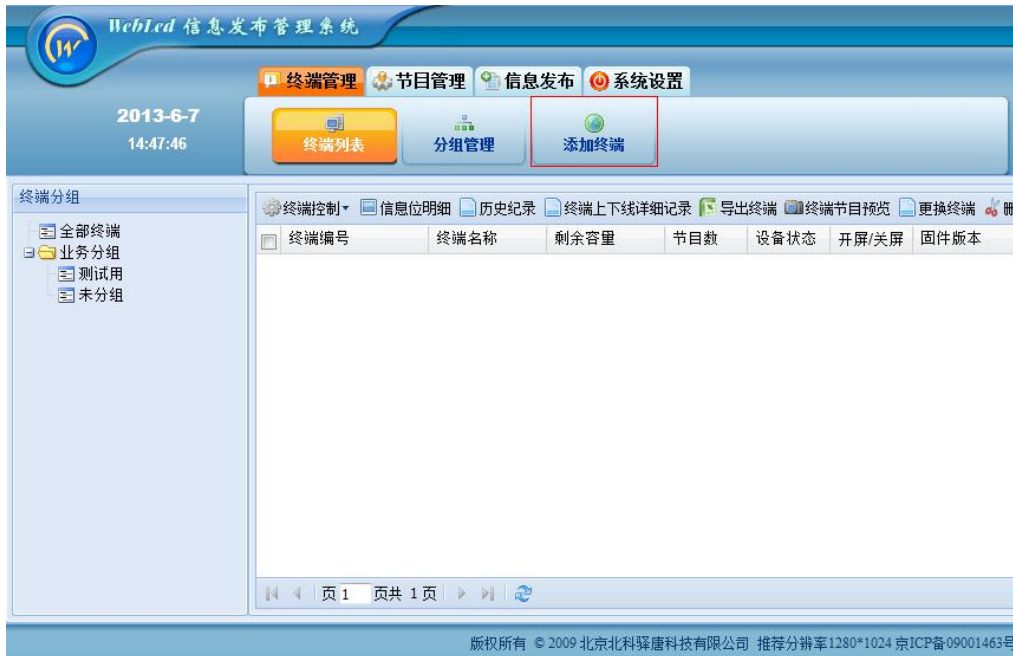 WebLed 信息发布管理系统
终端管理 节目管理 信息发布 系统设置
2013-6-7
14:47:46
终端列表 分组管理 添加终端
终端分组
全部终端
业务分组
测试用
未分组
终端控制 信息位明细 历史纪录 终端上下线详细记录 导出终端 终端节目预览 更换终端
终端编号 终端名称 剩余容量 节目数 设备状态 开屏/关屏 固件版本
页 1 页共 1 页
版权所有 © 2009 北京北科驿唐科技有限公司 推荐分辨率1280*1024 京ICP备09001463号